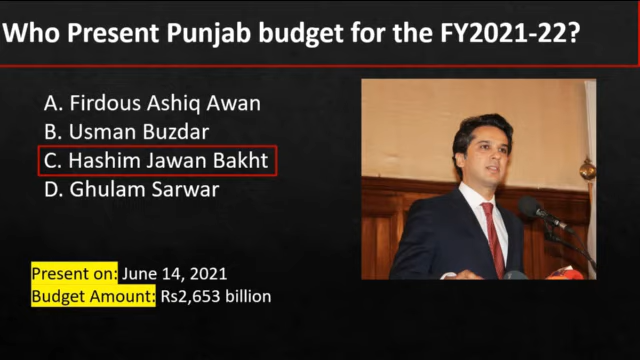 Who Present Punjab budget for the FY2021-22?
A. Firdous Ashiq Awan
B. Usman Buzdar
C. Hashim Jawan Bakht
D. Ghulam Sarwar
Present on: June 14, 2021
Budget Amount: Rs2,653 billion